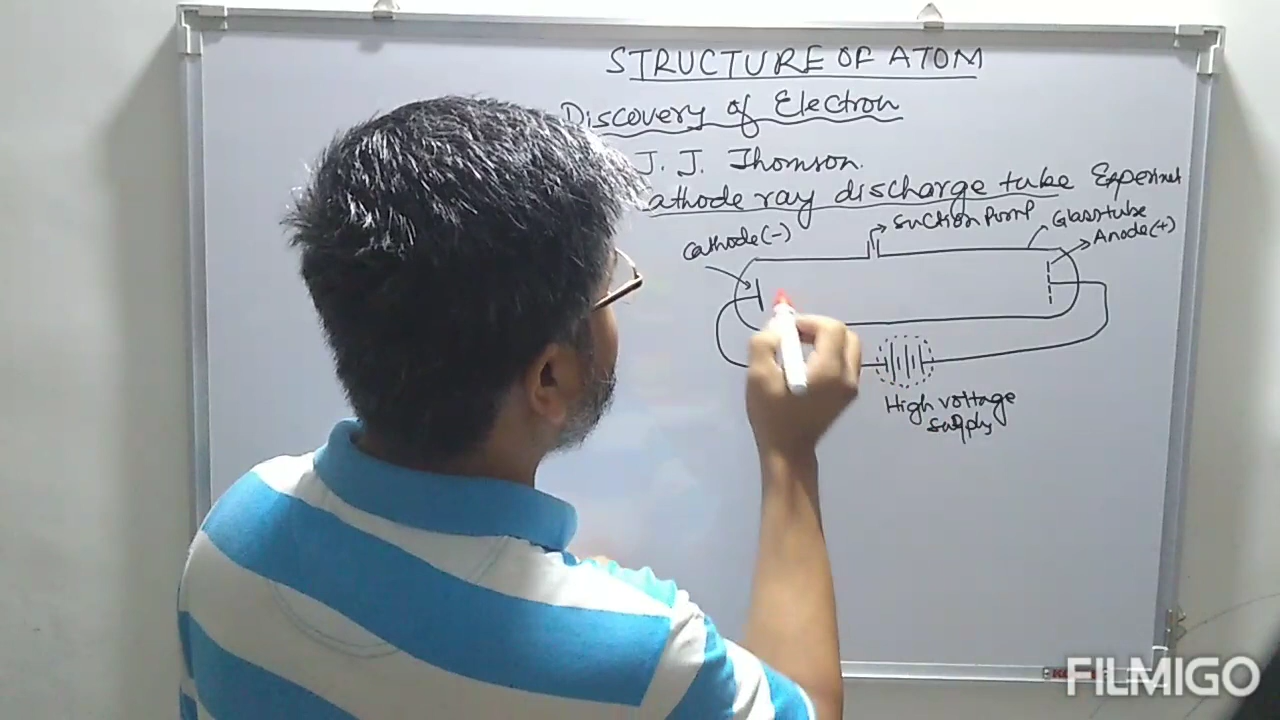 STRUCTURE OF ATOM
Discovery of Electron
J. J. Thomson.
athode ray discharge tube Experimet
Cathode(-)
Suction Pump
Glass tube
Anode(+)
High voltage
supply
FILMIGO